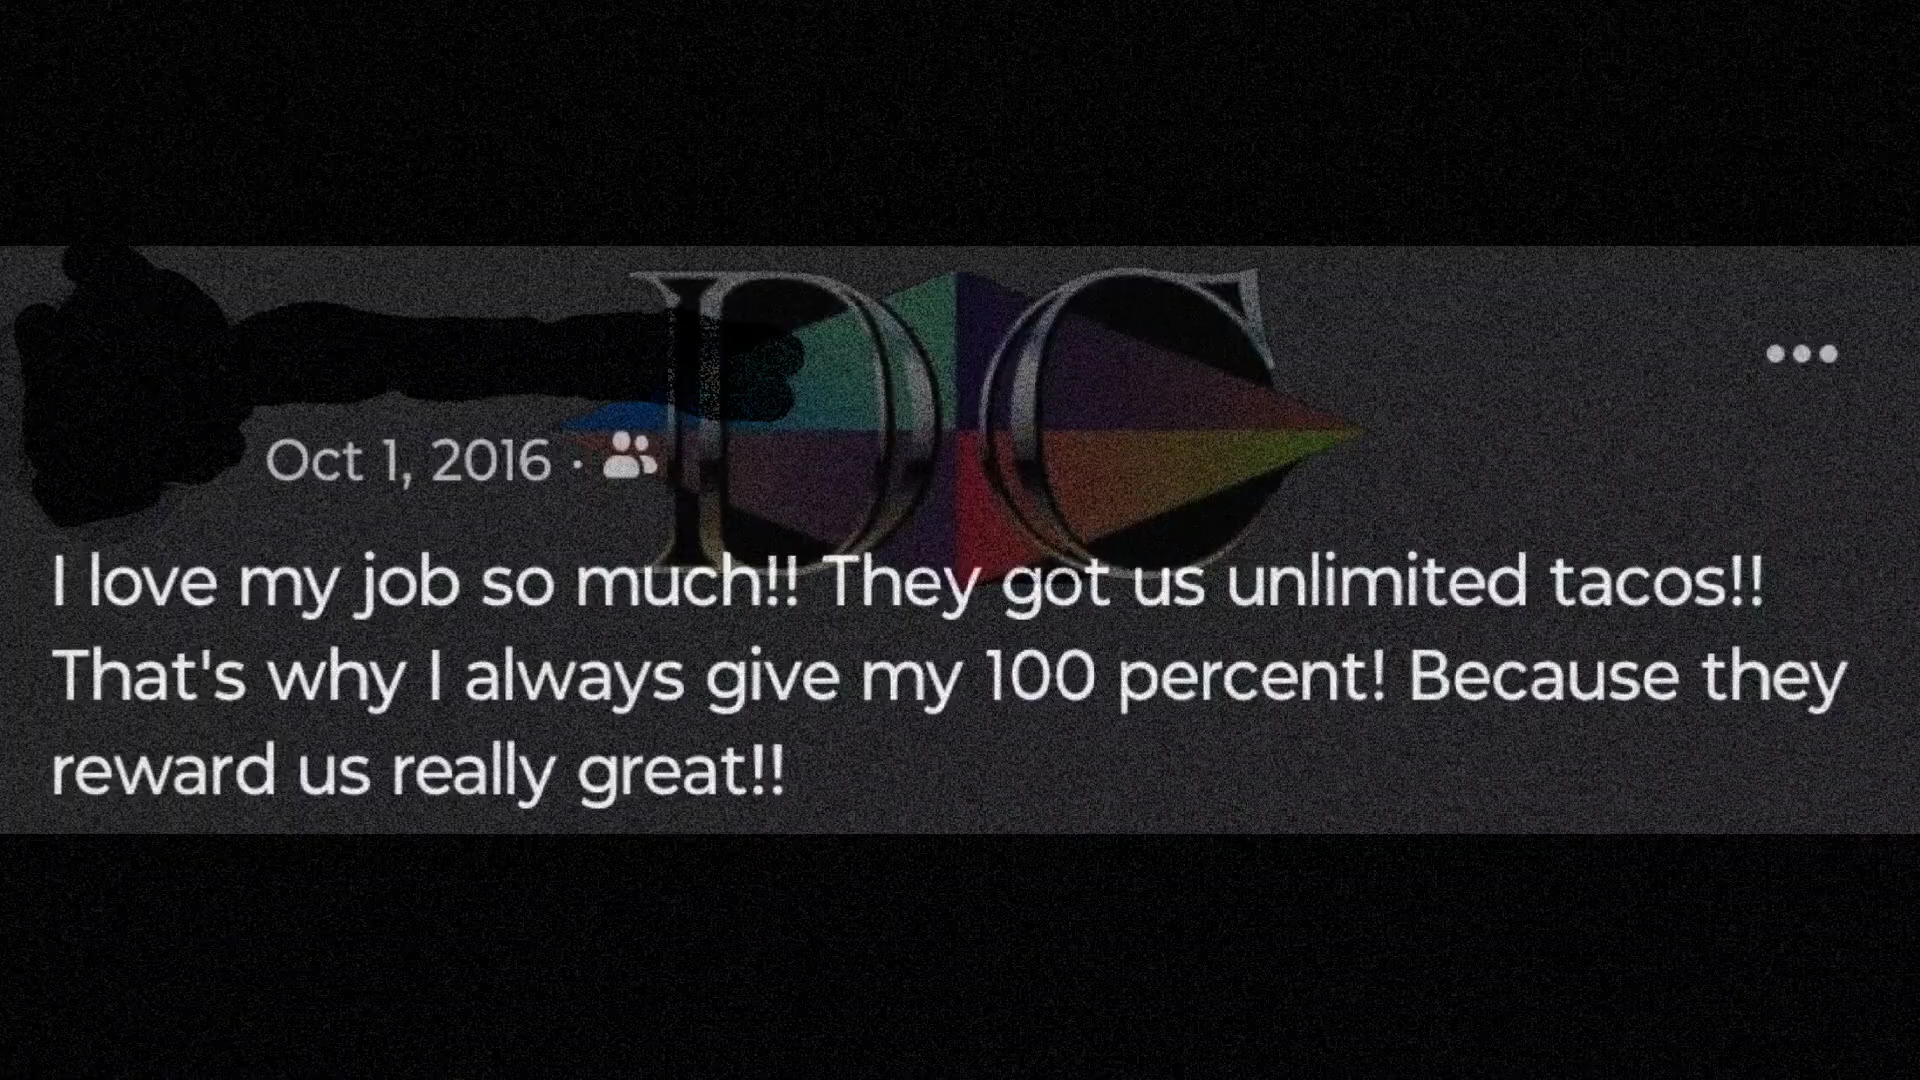 DC
Oct 1, 2016 ·
I love my job so much!! They got us unlimited tacos!!
That's why I always give my 100 percent! Because they
reward us really great!!